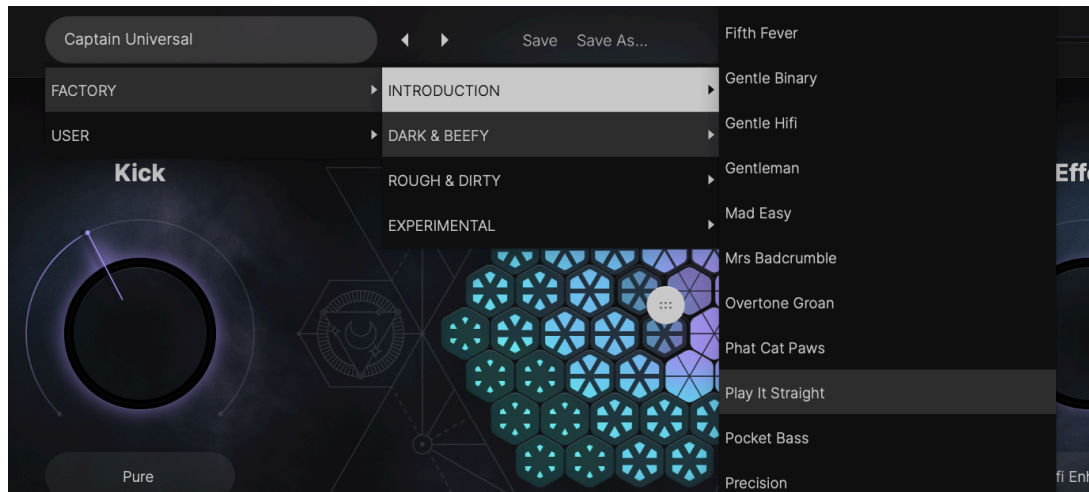 Captain Universal
Save Save As...
FACTORY
USER
INTRODUCTION
DARK & BEEFY
ROUGH & DIRTY
EXPERIMENTAL
Fifth Fever
Gentle Binary
Gentle Hifi
Gentleman
Mad Easy
Mrs Badcrumble
Overtone Groan
Phat Cat Paws
Play It Straight
Pocket Bass
Precision
Kick
Pure